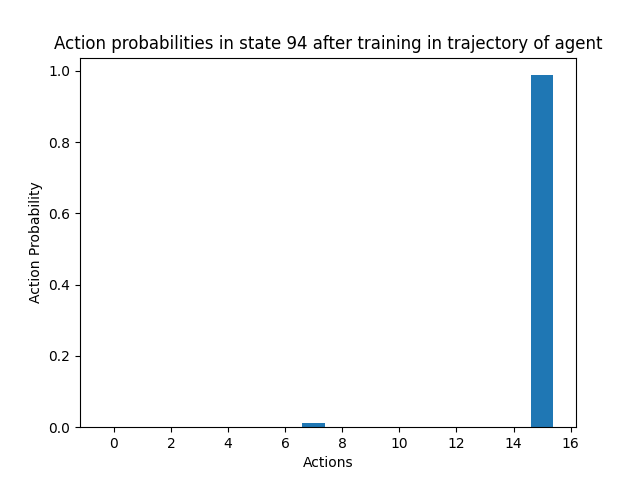 Action probabilities in state 94 after training in trajectory of agent
1.0
0.8
0.6
0.4
0.2
0.0
Action Probability
0 2 4 6 8 10 12 14 16
Actions